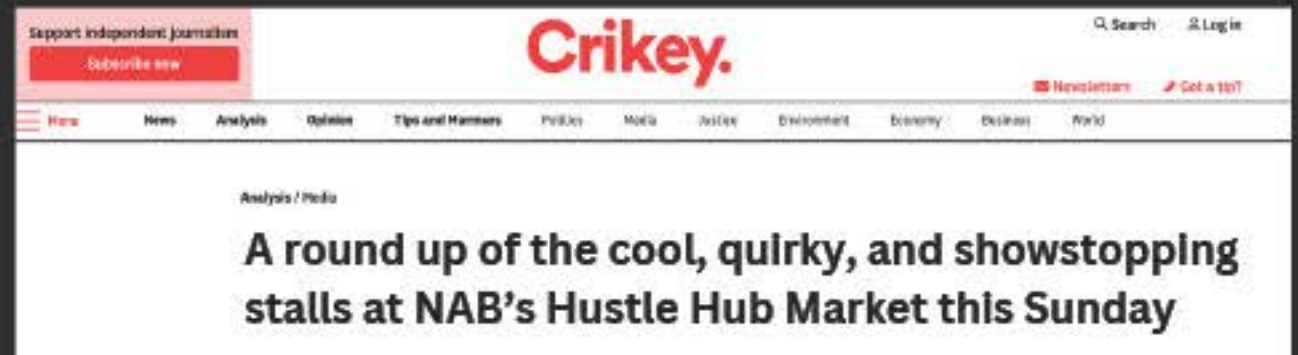 Support independent journalism
Subscribe now
Crikey.
Search
Log in
Newsletters
Got a tip?
Menu
News
Analysis
Opinion
Tips and Murmurs
Politics
Media
Justice
Environment
Economy
Business
World
Analysis / Media
A round up of the cool, quirky, and showstopping
stalls at NAB's Hustle Hub Market this Sunday